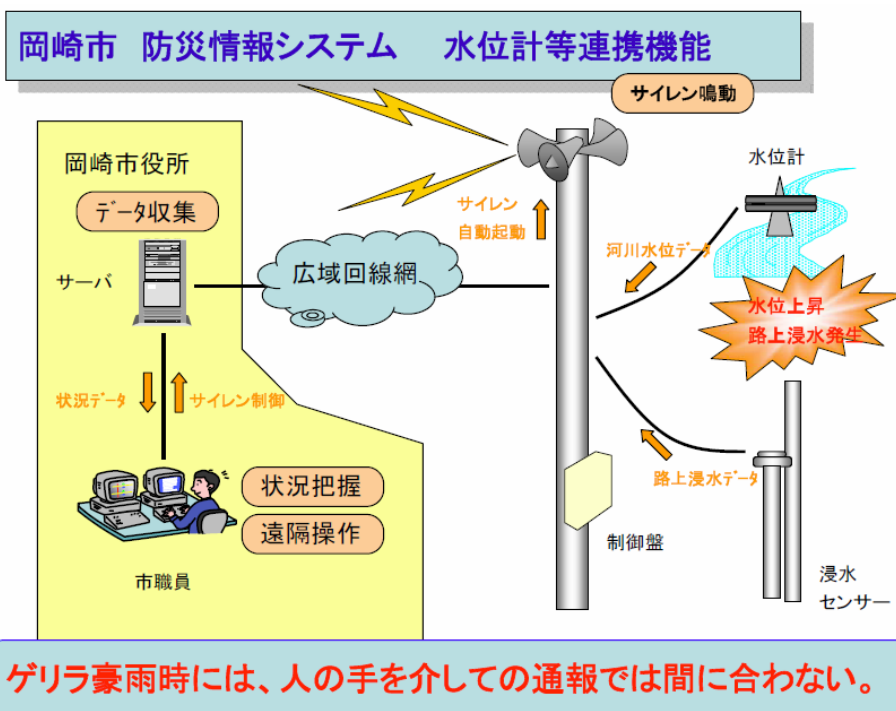 岡崎市 防災情報システム 水位計等連携機能
サイレン鳴動
岡崎市役所
データ収集
サーバ
広域回線網
サイレン
自動起動
水位計
河川水位データ
水位上昇
路上浸水発生
状況データ
サイレン制御
状況把握
遠隔操作
市職員
路上浸水データ
制御盤
浸水
センサー
ゲリラ豪雨時には、人の手を介しての通報では間に合わない。